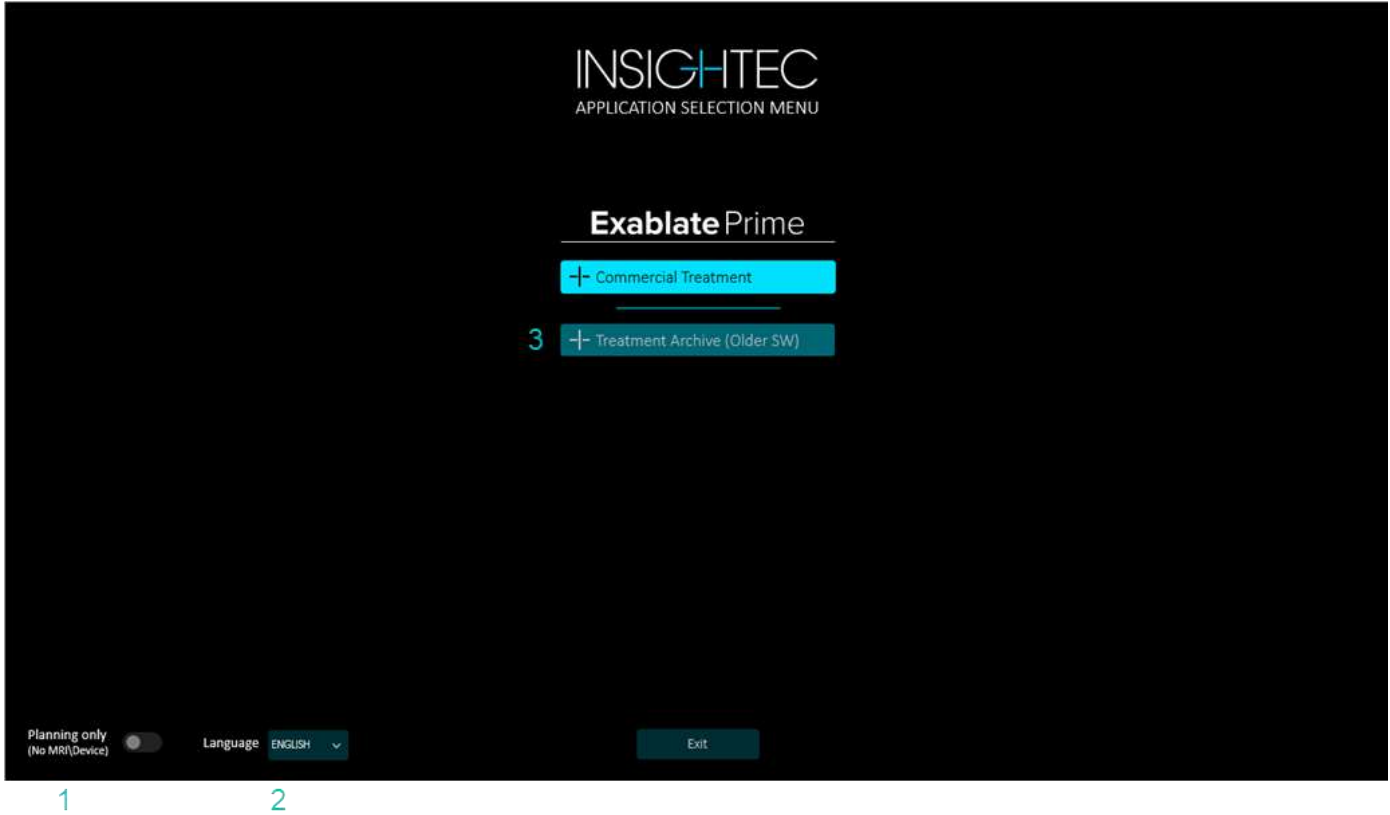 INSIGHTEC
APPLICATION SELECTION MENU
Exablate Prime
Commercial Treatment
3 Treatment Archive (Older SW)
Planning only
(No MRI\Device)
Language ENGLISH
Exit
1 2